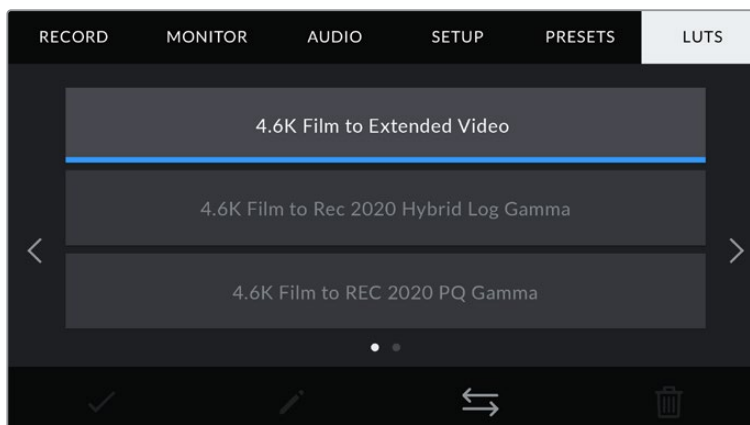 RECORD MONITOR AUDIO SETUP PRESETS LUTS
4.6K Film to Extended Video
4.6K Film to Rec 2020 Hybrid Log Gamma
4.6K Film to REC 2020 PQ Gamma